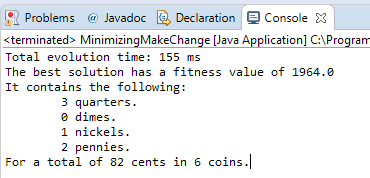 Problems @ Javadoc Declaration Console
<terminated> MinimizingMakeChange [Java Application] C:\Program
Total evolution time: 155 ms
The best solution has a fitness value of 1964.0
It contains the following:
3 quarters.
0 dimes.
1 nickels.
2 pennies.
For a total of 82 cents in 6 coins.